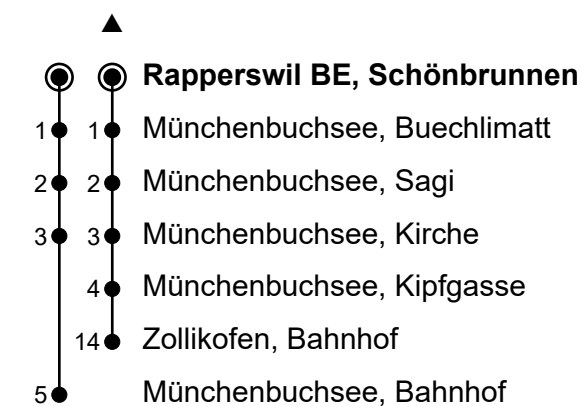 ▲
Rapperswil BE, Schönbrunnen
1 1 Münchenbuchsee, Buechlimatt
2 2 Münchenbuchsee, Sagi
3 3 Münchenbuchsee, Kirche
4 Münchenbuchsee, Kipfgasse
14 Zollikofen, Bahnhof
5 Münchenbuchsee, Bahnhof